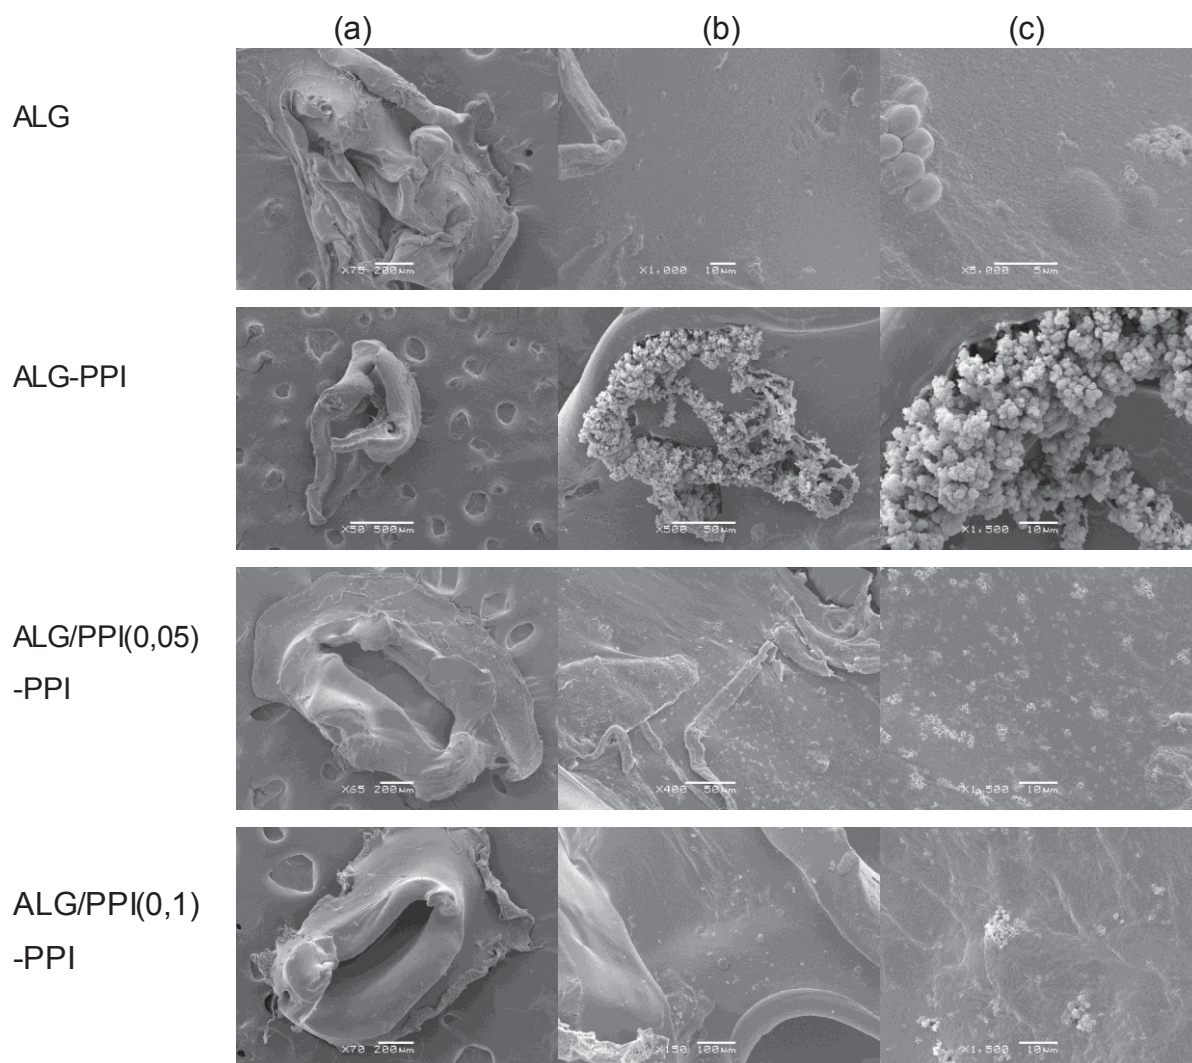 (a) (b) (c)
ALG
X75 200µm
X1,000 10µm
X5,000 5µm
ALG-PPI
X50 500µm
X500 50µm
X1,500 10µm
ALG/PPI(0,05)
-PPI
X65 200µm
X400 50µm
X1,500 10µm
ALG/PPI(0,1)
-PPI
X70 200µm
X150 100µm
X1,500 10µm